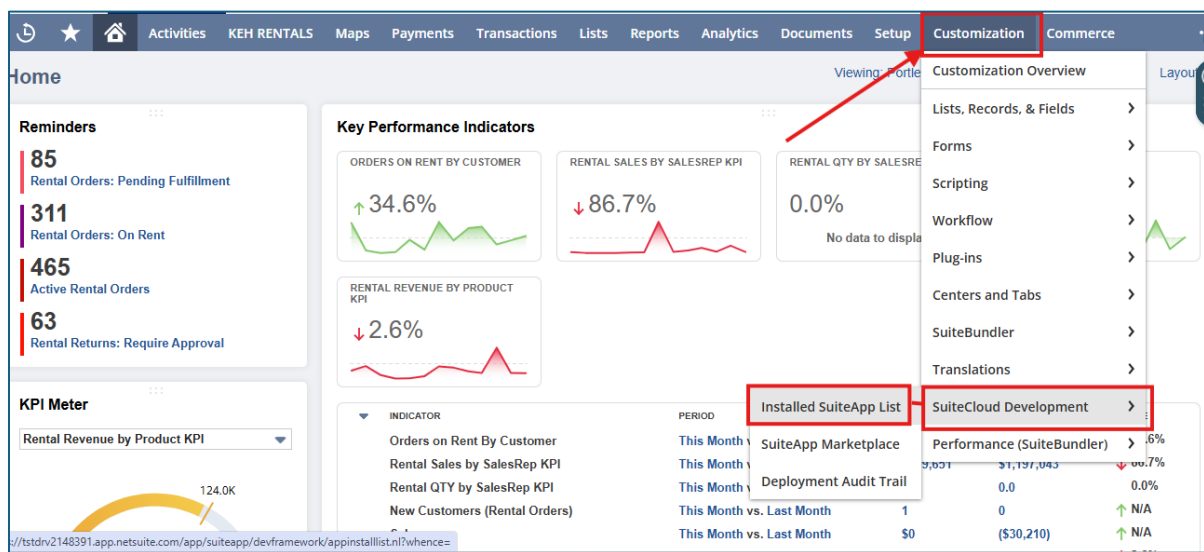 Activities KEH RENTALS Maps Payments Transactions Lists Reports Analytics Documents Setup Customization Commerce
Home
Viewing: Portle
Layou
Customization Overview
Lists, Records, & Fields
Forms
Scripting
Workflow
Plug-ins
Centers and Tabs
SuiteBundler
Translations
SuiteCloud Development
Performance (SuiteBundler)
Installed SuiteApp List
SuiteApp Marketplace
Deployment Audit Trail
Reminders
85
Rental Orders: Pending Fulfillment
311
Rental Orders: On Rent
465
Active Rental Orders
63
Rental Returns: Require Approval
KPI Meter
Rental Revenue by Product KPI
124.0K
Key Performance Indicators
ORDERS ON RENT BY CUSTOMER
34.6%
RENTAL SALES BY SALESREP KPI
86.7%
RENTAL QTY BY SALESRE
0.0%
No data to displa
RENTAL REVENUE BY PRODUCT
KPI
2.6%
INDICATOR PERIOD
Orders on Rent By Customer This Month v .6%
Rental Sales by SalesRep KPI This Month v 9,651 $1,197,043 86.7%
Rental QTY by SalesRep KPI This Month v 0.0 0.0%
New Customers (Rental Orders) This Month vs. Last Month 1 0 N/A
This Month vs. Last Month $0 ($30,210) N/A
://tstdrv2148391.app.netsuite.com/app/suiteapp/devframework/appinstalllist.nl?whence=